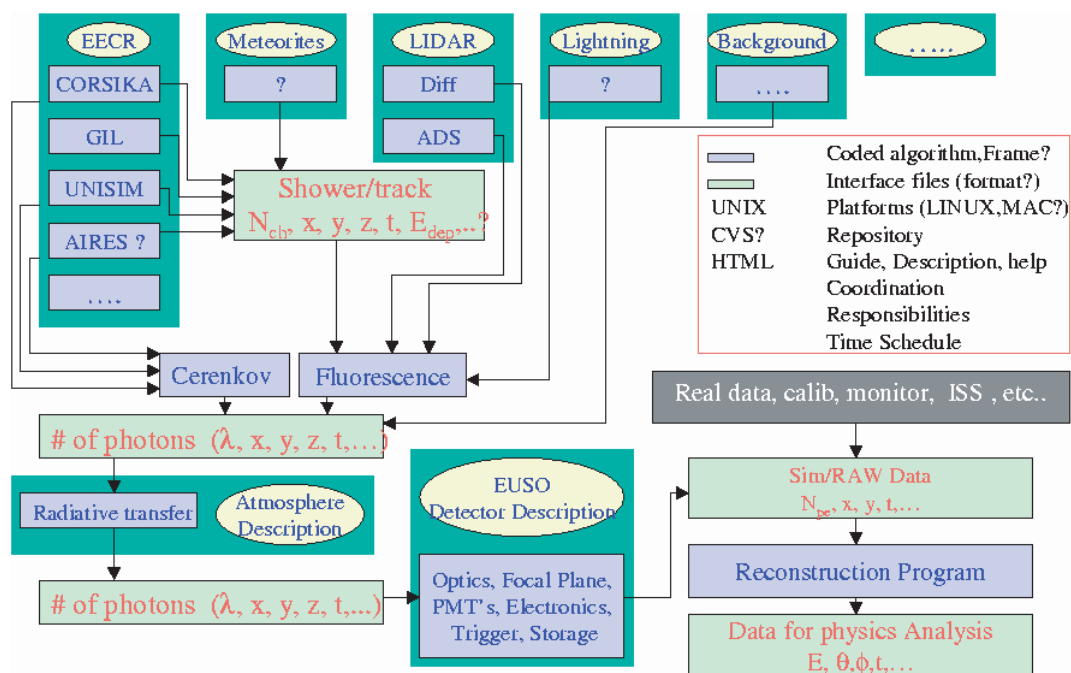 EECR
Meteorites
LIDAR
Lightning
Background
.....
CORSIKA
?
Diff
?
....
GIL
ADS
UNISIM
AIRES ?
....
Shower/track
N_ch, x, y, z, t, E_dep,..?
Coded algorithm,Frame?
Interface files (format?)
UNIX Platforms (LINUX,MAC?)
CVS? Repository
HTML Guide, Description, help
Coordination
Responsibilities
Time Schedule
Cerenkov
Fluorescence
Real data, calib, monitor, ISS , etc..
# of photons (λ, x, y, z, t,...)
Radiative transfer
Atmosphere
Description
EUSO
Detector Description
Sim/RAW Data
N_pe, x, y, t,...
# of photons (λ, x, y, z, t,...)
Optics, Focal Plane,
PMT's, Electronics,
Trigger, Storage
Reconstruction Program
Data for physics Analysis
E, θ,ϕ,t,...